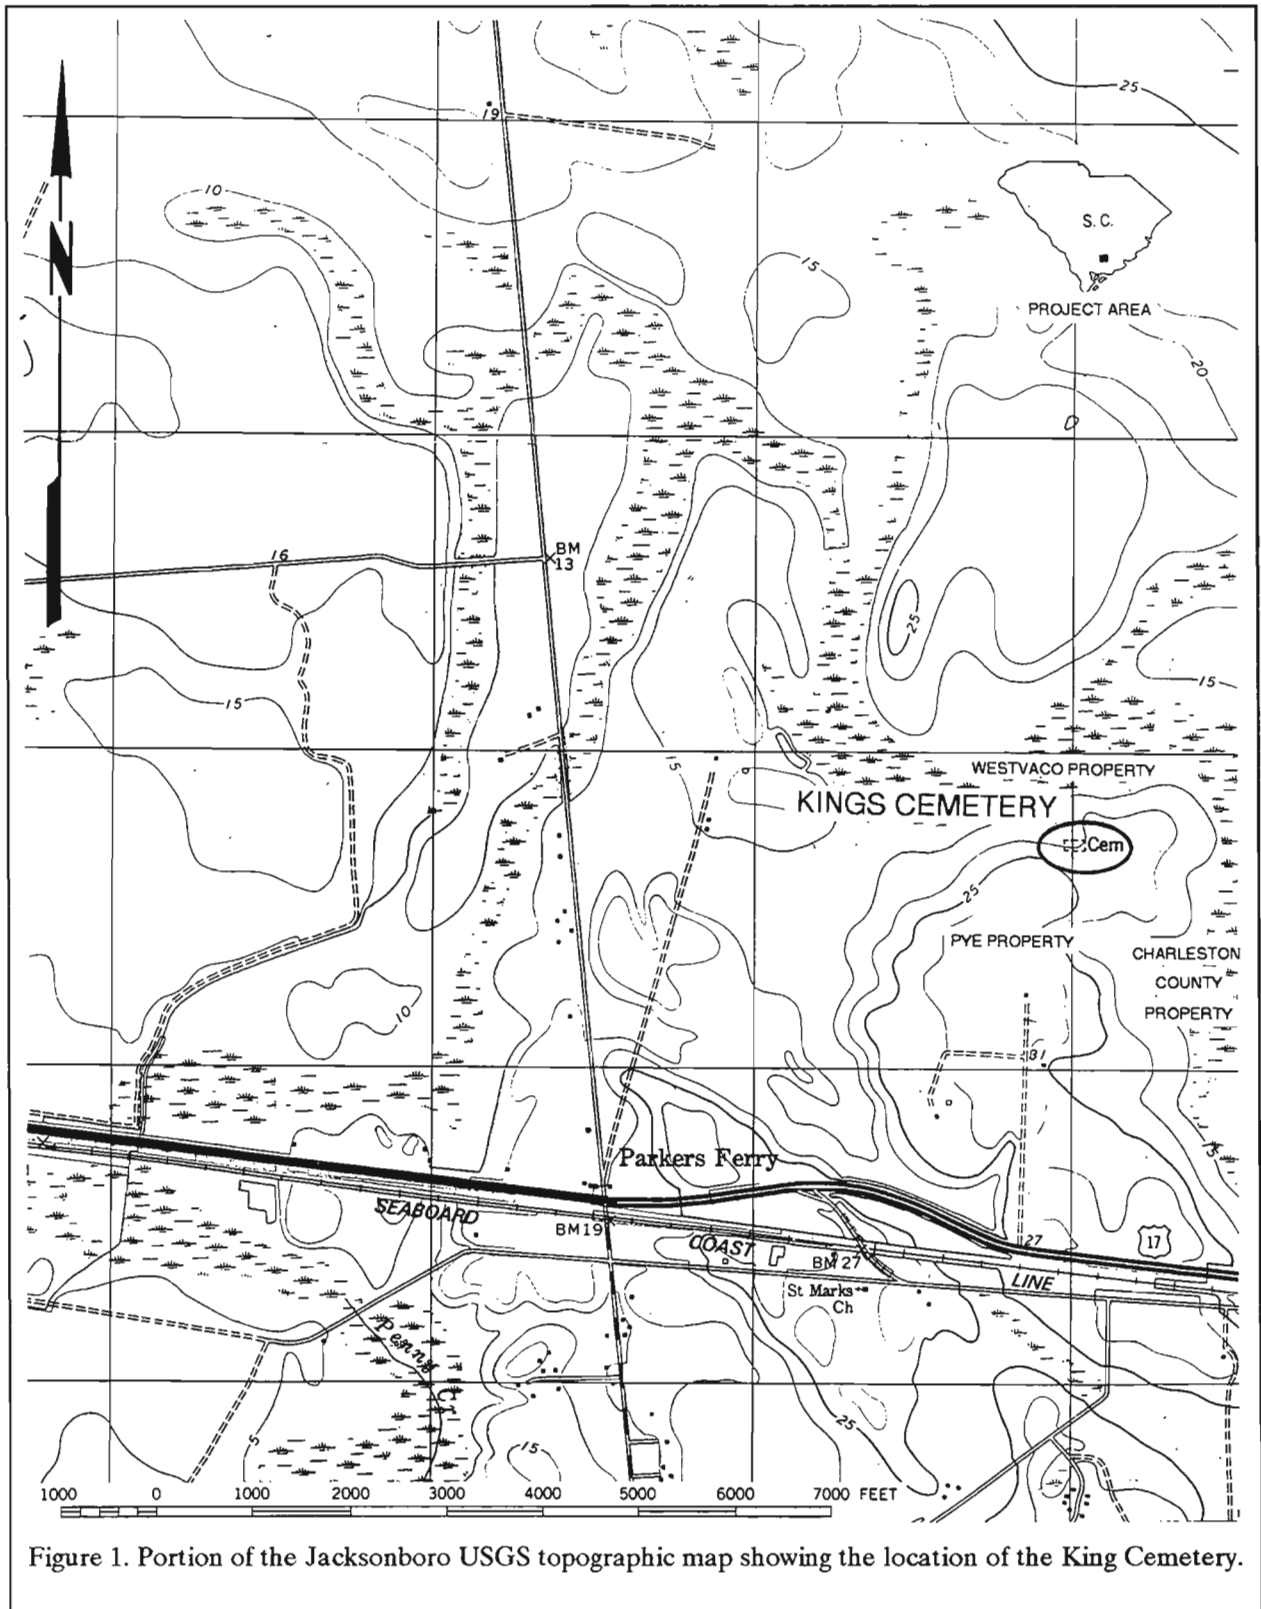 25
19
10
N
S.C.
15
PROJECT AREA
20
BM
13
16
25
15
15
15
WESTVACO PROPERTY
KINGS CEMETERY
Cem
25
PYE PROPERTY
CHARLESTON
COUNTY
PROPERTY
10
31
15
Parkers Ferry
SEABOARD
BM19
COAST
BM 27
27
17
LINE
St Marks
Ch
Penny Cr
25
5
15
1000 0 1000 2000 3000 4000 5000 6000 7000 FEET
Figure 1. Portion of the Jacksonboro USGS topographic map showing the location of the King Cemetery.